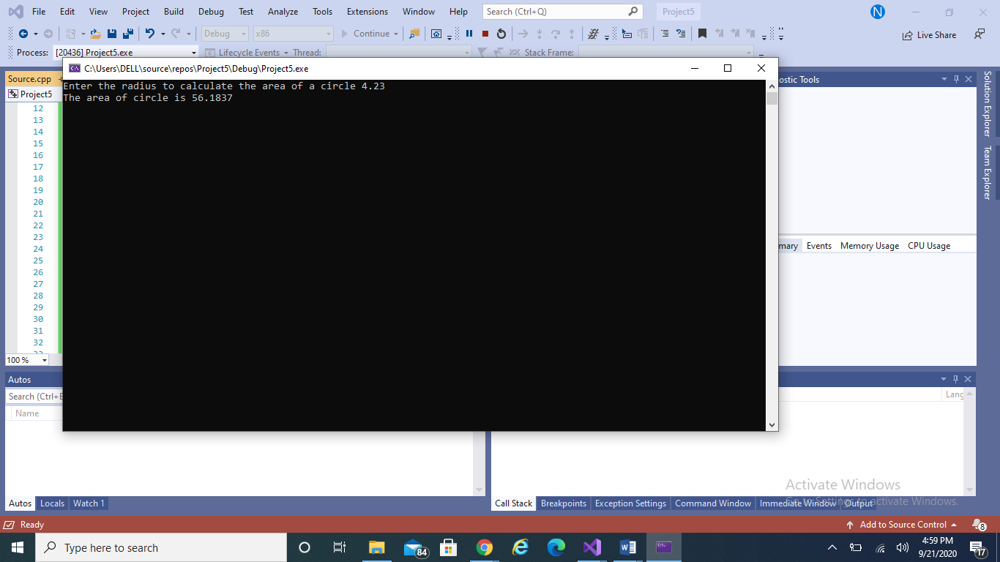 File Edit View Project Build Debug Test Analyze Tools Extensions Window Help Search (Ctrl+Q) Project5 N
Debug x86 Continue Live Share
Process: [20436] Project5.exe Lifecycle Events Thread: Stack Frame:
C:\Users\DELL\source\repos\Project5\Debug\Project5.exe
Source.cpp
ostic Tools
Project5
Enter the radius to calculate the area of a circle 4.23
The area of circle is 56.1837
12
13
14
15
16
17
18
19
20
21
22
23
24
25
26
27
28
29
30
31
32
100 %
Solution Explorer
Team Explorer
mary Events Memory Usage CPU Usage
Autos
Search (Ctrl+E
Name
Lang
Autos Locals Watch 1
Call Stack Breakpoints Exception Settings Command Window Immediate Window Output
Activate Windows
Go to Settings to activate Windows.
Ready Add to Source Control 8
Type here to search 84 4:59 PM
9/21/2020 17